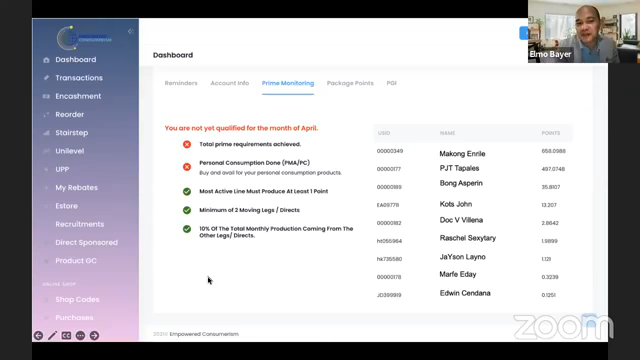 EMPOWERED
CONSUMERISM
Dashboard
Transactions
Encashment
Reorder
Stairstep
Unilevel
UPP
My Rebates
Estore
Recruitments
Direct Sponsored
Product GC
ONLINE SHOP
Shop Codes
Purchases
Dashboard
Reminders Account Info Prime Monitoring Package Points PGI
You are not yet qualified for the month of April.
Total prime requirements achieved.
Personal Consumption Done (PMA/PC)
Buy and avail for your personal consumption products.
Most Active Line Must Produce At Least 1 Point
Minimum of 2 Moving Legs / Directs
10% Of The Total Monthly Production Coming From The
Other Legs/ Directs.
NAME POINTS
00000349 Makong Enrile 658.0988
00000177 PJT Tapales 497.0748
00000189 Bong Asperin 35.8107
Kots John 13.207
00000182 Doc V Villena 2.8642
ht055964 Raschel Sexytary 1.9899
hk735580 JaYson Layno 1.121
00000178 Marfe Eday 0.3239
JD399919 Edwin Cendana 0.1251
2021© Empowered Consumerism
Elmo Bayer
zoom